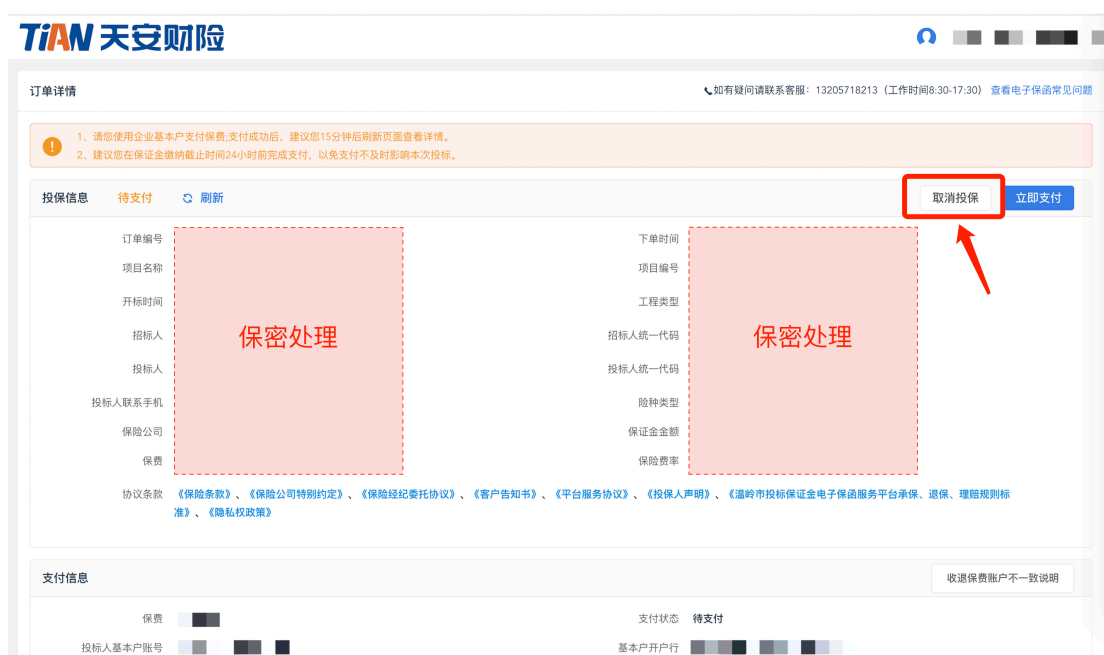 TiAN 天安财险
订单详情
如有疑问请联系客服：13205718213（工作时间8:30-17:30） 查看电子保函常见问题
1、请您使用企业基本户支付保费;支付成功后，建议您15分钟后刷新页面查看详情。
2、建议您在保证金缴纳截止时间24小时前完成支付，以免支付不及时影响本次投标。
投保信息 待支付 刷新 取消投保 立即支付
订单编号 下单时间
项目名称 项目编号
开标时间 工程类型
招标人 保密处理 招标人统一代码 保密处理
投标人 投标人统一代码
投标人联系手机 险种类型
保险公司 保证金金额
保费 保险费率
协议条款 《保险条款》、《保险公司特别约定》、《保险经纪委托协议》、《客户告知书》、《平台服务协议》、《投保人声明》、《温岭市投标保证金电子保函服务平台承保、退保、理赔规则标
准》、《隐私权政策》
支付信息 收退保费账户不一致说明
保费 支付状态 待支付
投标人基本户账号 基本户开户行